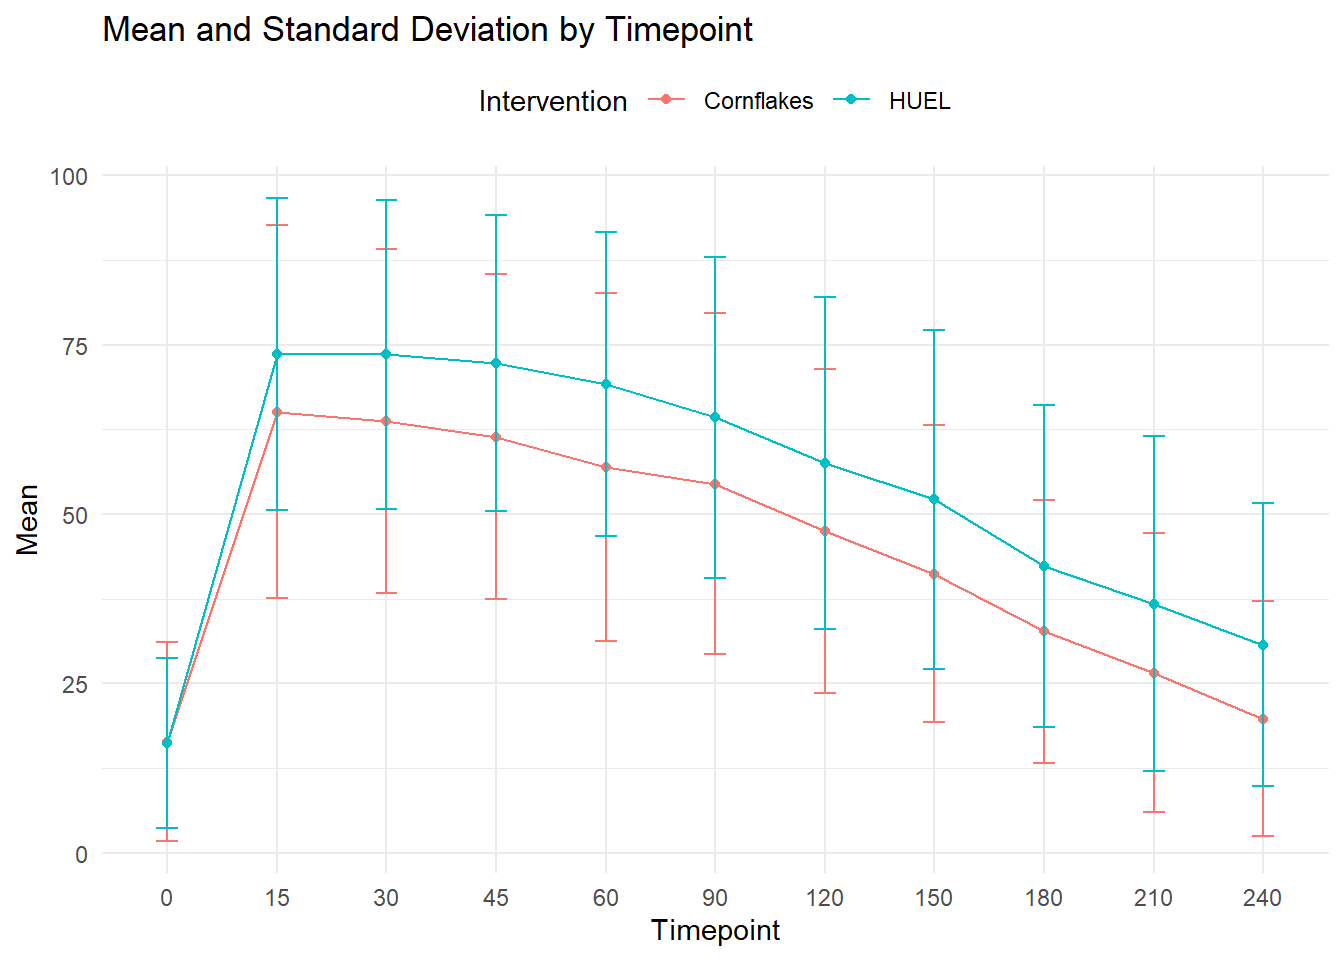 Mean and Standard Deviation by Timepoint
Intervention Cornflakes HUEL
100
75
50
25
0
Mean
0 15 30 45 60 90 120 150 180 210 240
Timepoint